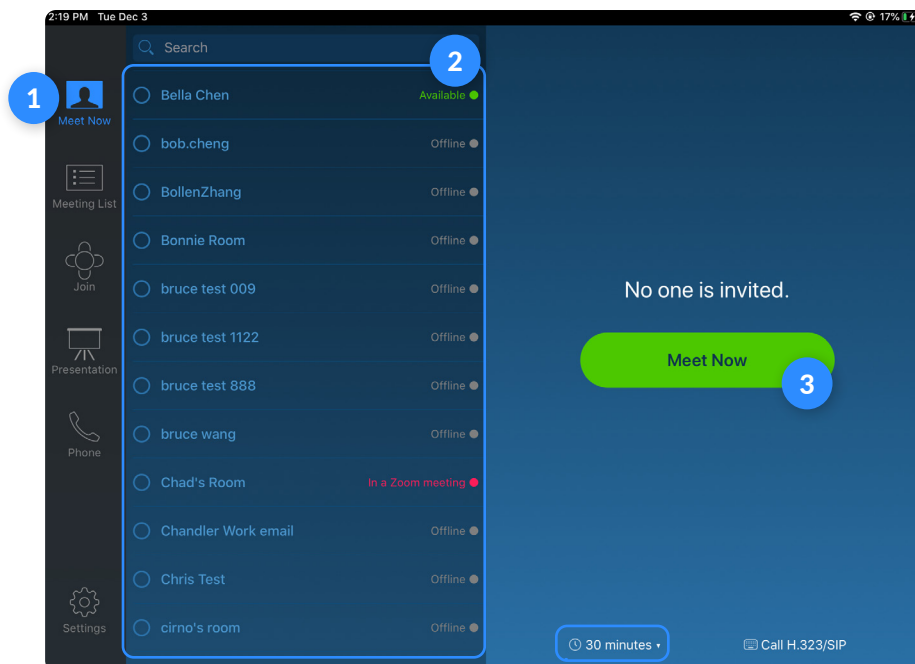 2:19 PM Tue Dec 3
17%
Search
1
2
Meet Now
Meeting List
Join
Presentation
Phone
Settings
Bella Chen Available
bob.cheng Offline
BollenZhang Offline
Bonnie Room Offline
bruce test 009 Offline
bruce test 1122 Offline
bruce test 888 Offline
bruce wang Offline
Chad's Room In a Zoom meeting
Chandler Work email Offline
Chris Test Offline
cirno's room Offline
No one is invited.
Meet Now
3
30 minutes
Call H.323/SIP